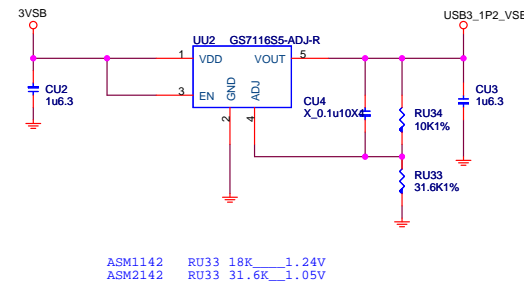 3VSB
USB3_1P2_VSB
UU2 GS7116S5-ADJ-R
1 VDD VOUT 5
3 EN GND ADJ
2 4
CU2
1u6.3
CU4
X_0.1u10X4
RU34
10K1%
CU3
1u6.3
RU33
31.6K1%
ASM1142 RU33 18K____1.24V
ASM2142 RU33 31.6K__1.05V